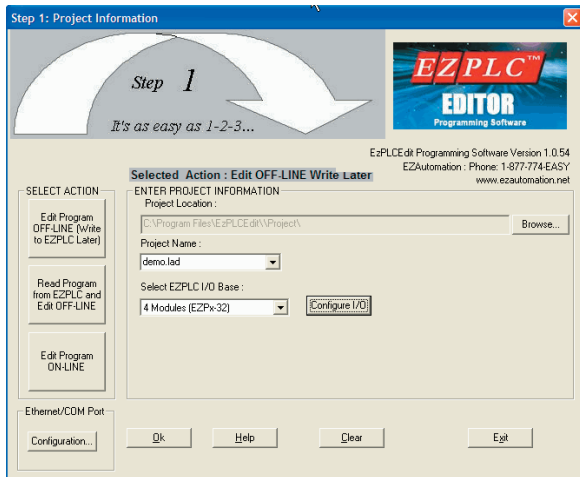 Step 1: Project Information
Step 1
It's as easy as 1-2-3...
EZPLC™
EDITOR
Programming Software
EzPLCEdit Programming Software Version 1.0.54
EZAutomation : Phone: 1-877-774-EASY
www.ezautomation.net
Selected Action : Edit OFF-LINE Write Later
SELECT ACTION
Edit Program
OFF-LINE (Write
to EZPLC Later)
Read Program
from EZPLC and
Edit OFF-LINE
Edit Program
ON-LINE
ENTER PROJECT INFORMATION
Project Location :
C:\Program Files\EzPLCEdit\\Project\
Browse...
Project Name :
demo.lad
Select EZPLC I/O Base :
4 Modules (EZPx-32)
Configure I/O
Ethernet/COM Port
Configuration...
Ok
Help
Clear
Exit